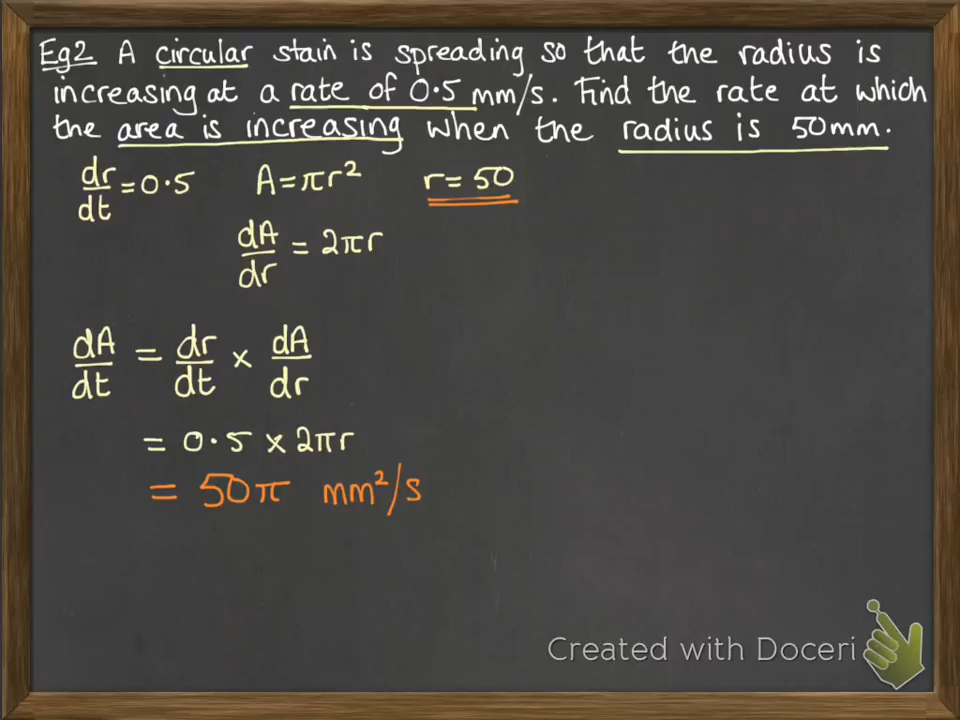 Eg2 A circular stain is spreading so that the radius is
increasing at a rate of 0.5 mm/s. Find the rate at which
the area is increasing when the radius is 50mm.
dr/dt = 0.5 A = πr² r = 50
dA/dr = 2πr
dA/dt = dr/dt × dA/dr
= 0.5 × 2πr
= 50π mm²/s
Created with Doceri